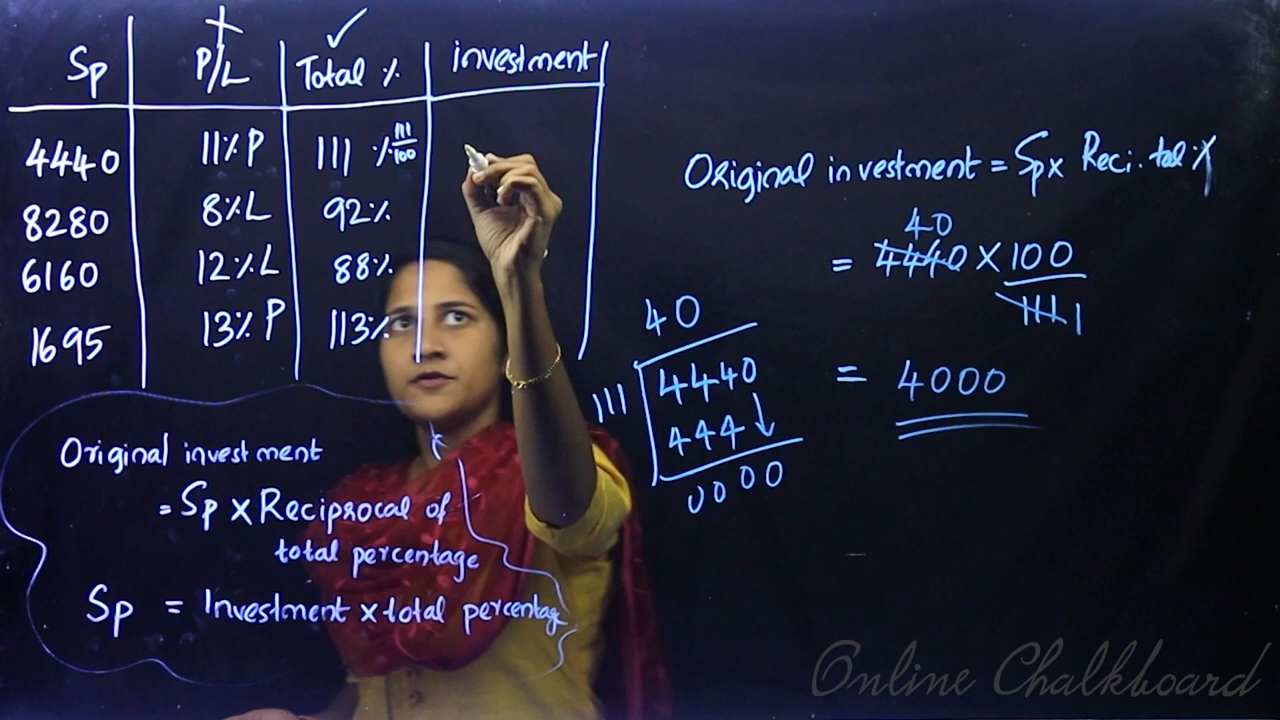 Sp P/L Total % investment
4440 11% P 111 % 111/100
8280 8% L 92%
6160 12% L 88%
1695 13% P 113%
Original investment
= Sp x Reciprocal of
total percentage
Sp = Investment x total percentage
Original investment = Sp x Reci. tal %
40
= 4440 x 100
111 1
= 4000
40
111 4440
444
0000
Online Chalkboard